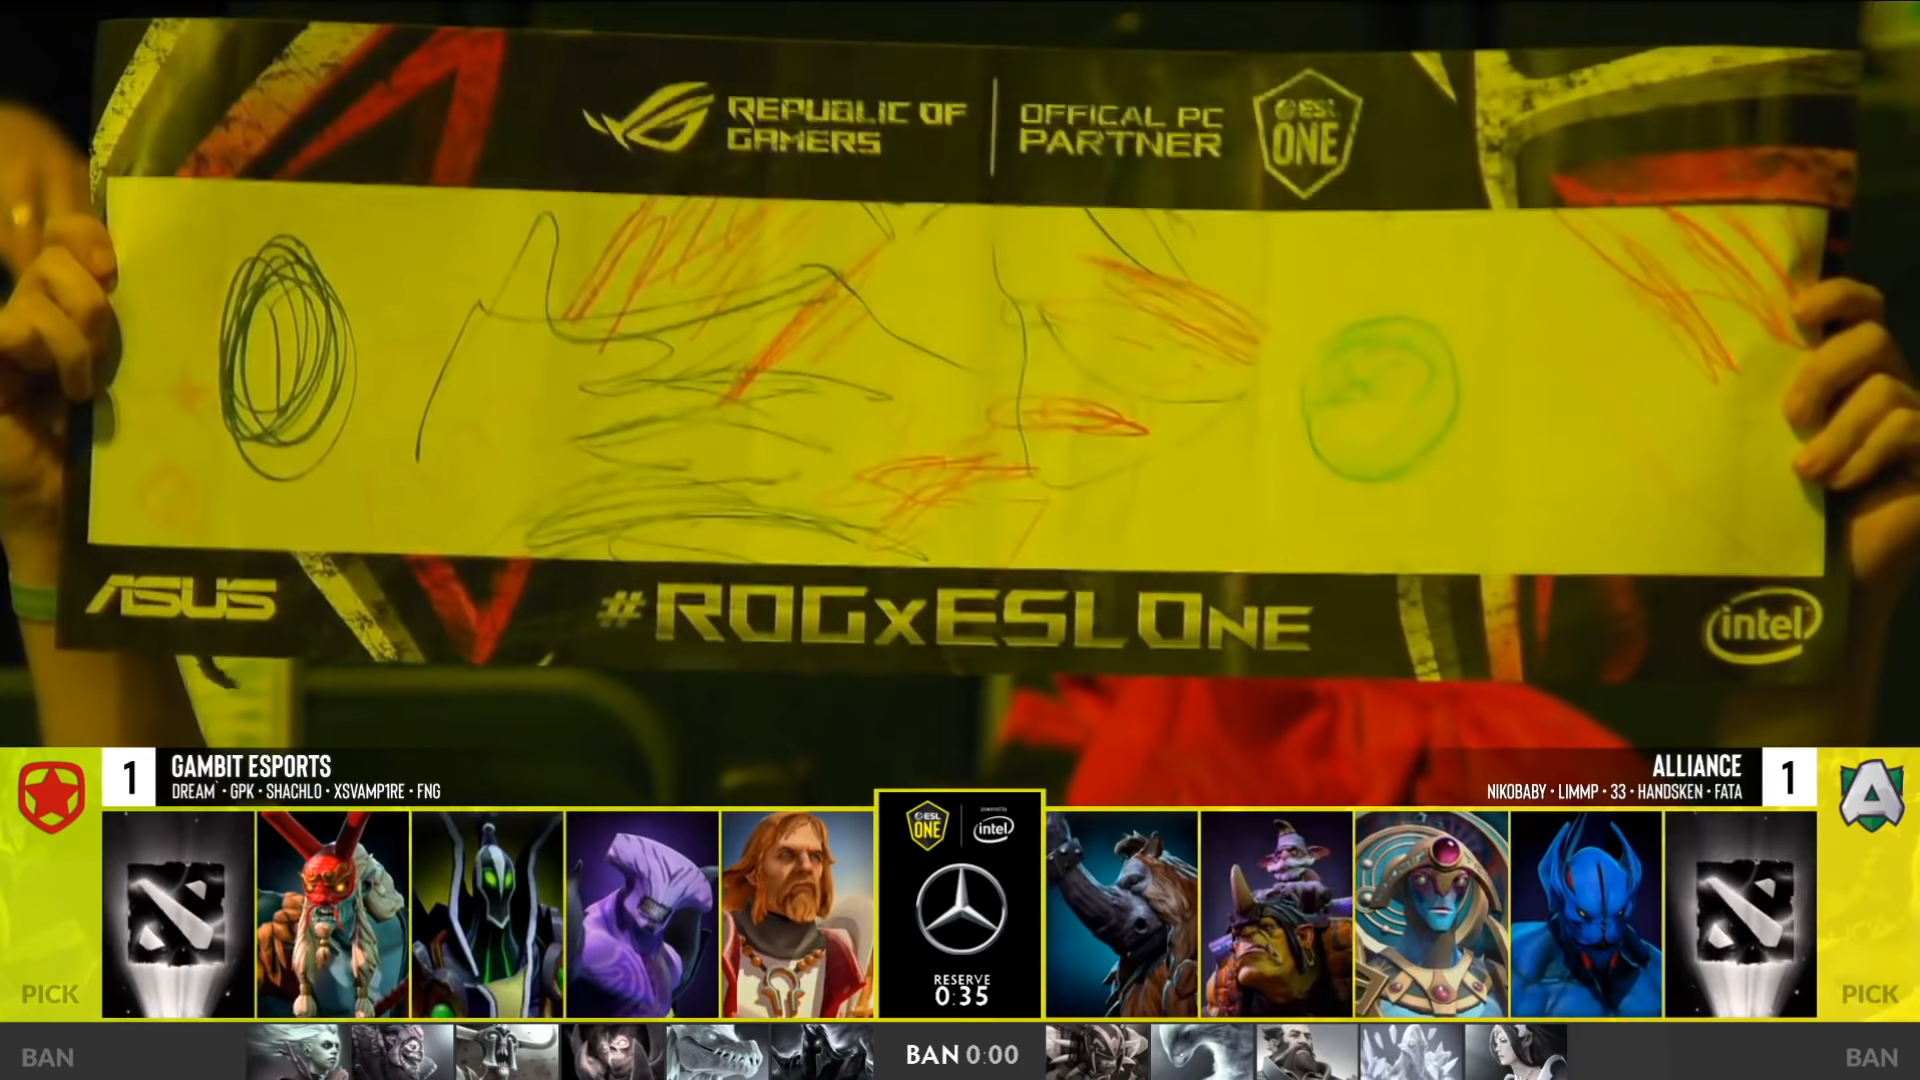 REPUBLIC OF
GAMERS
OFFICAL PC
PARTNER
ESL
ONE
ASUS
#ROGxESLONE
intel
1
GAMBIT ESPORTS
DREAM` • GPK • SHACHLO • XSVAMP1RE • FNG
ALLIANCE
NIKOBABY • LIMMP • 33 • HANDSKEN • FATA
1
ESL
ONE
powered by
intel
RESERVE
0:35
PICK
PICK
BAN
BAN 0:00
BAN